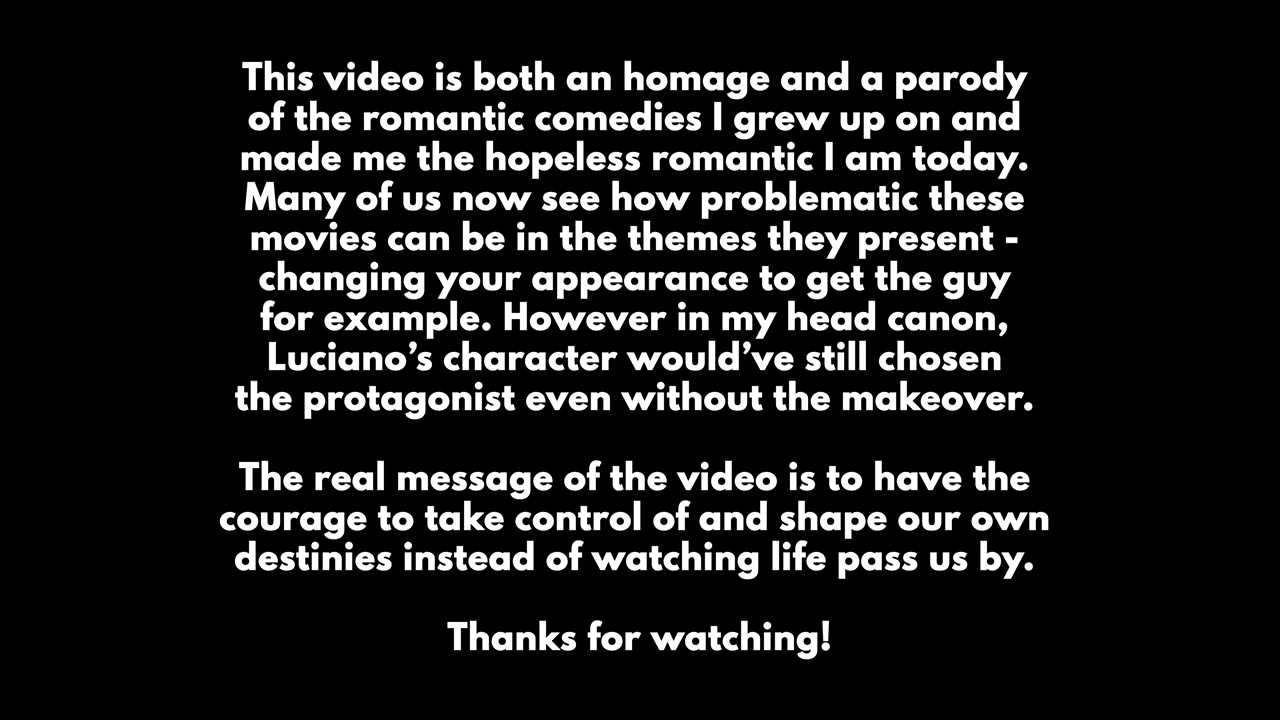 This video is both an homage and a parody
of the romantic comedies I grew up on and
made me the hopeless romantic I am today.
Many of us now see how problematic these
movies can be in the themes they present -
changing your appearance to get the guy
for example. However in my head canon,
Luciano’s character would’ve still chosen
the protagonist even without the makeover.
The real message of the video is to have the
courage to take control of and shape our own
destinies instead of watching life pass us by.
Thanks for watching!